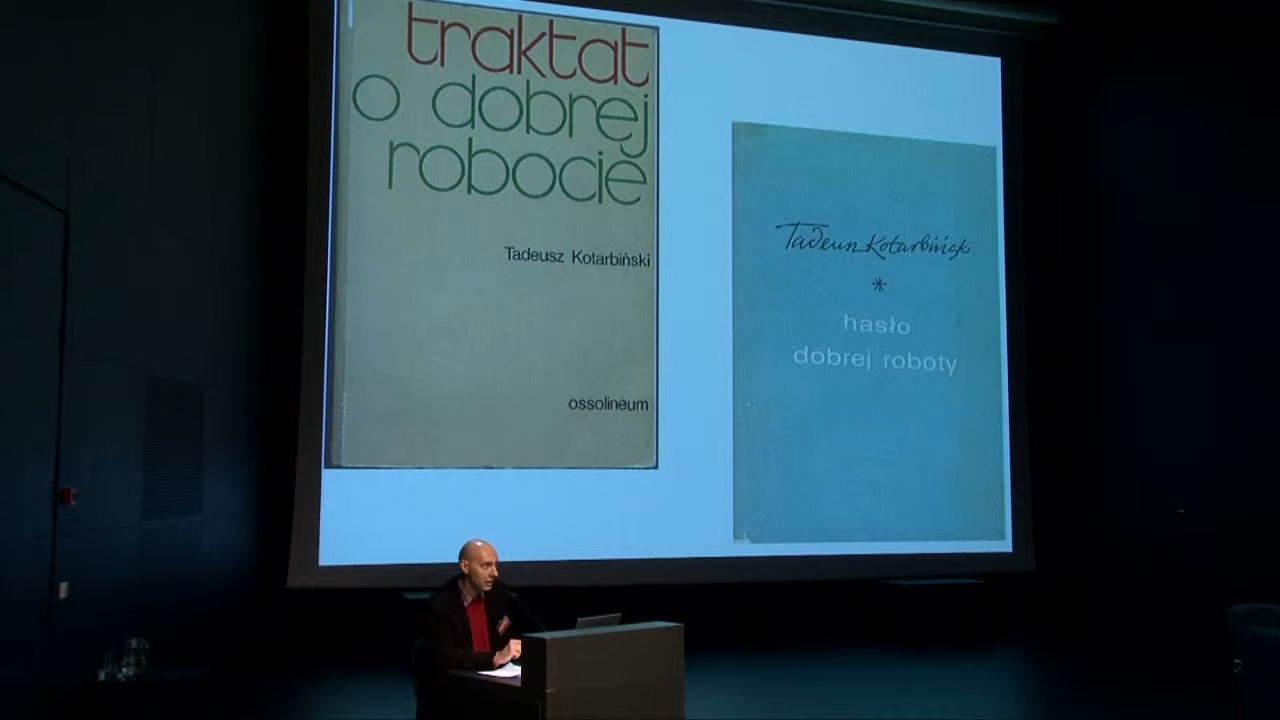 traktat
o dobrej
robocie
Tadeusz Kotarbiński
ossolineum
Tadeusz Kotarbiński
*
hasło
dobrej roboty